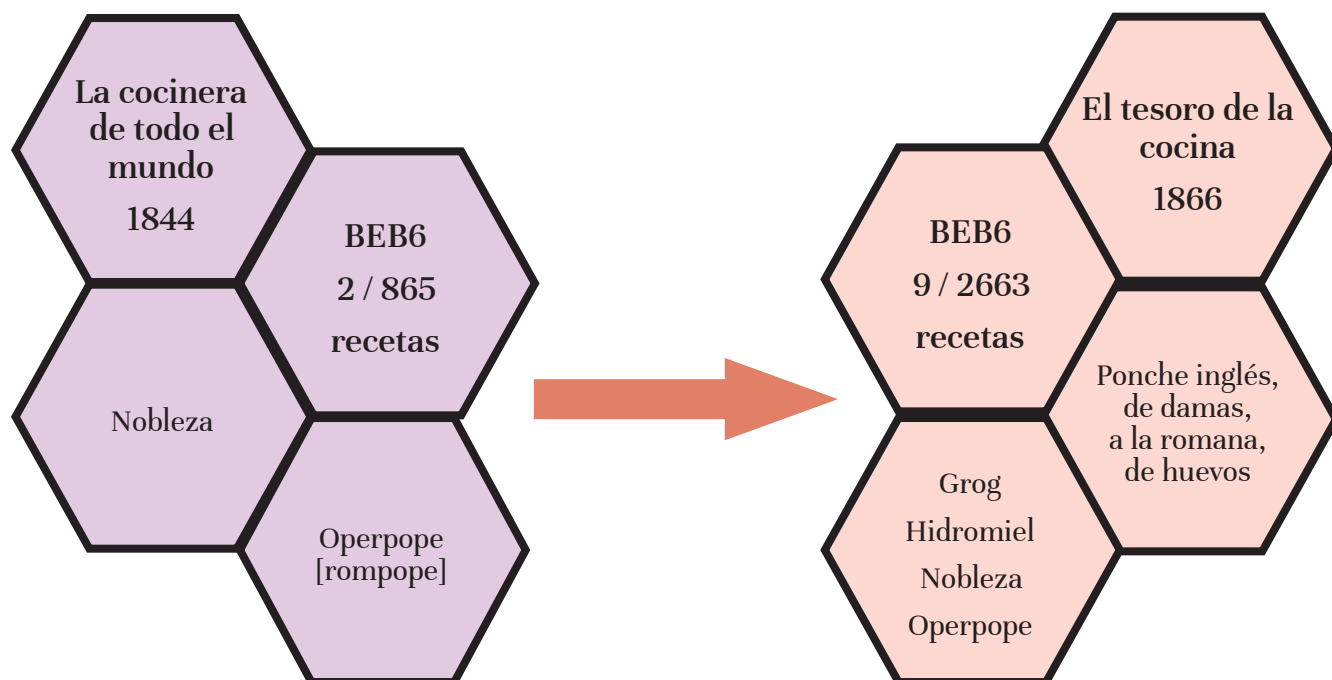 La cocinera
de todo el
mundo
1844
BEB6
2 / 865
recetas
Nobleza
Operpope
[rompope]
El tesoro de la
cocina
1866
BEB6
9 / 2663
recetas
Ponche inglés,
de damas,
a la romana,
de huevos
Grog
Hidromiel
Nobleza
Operpope